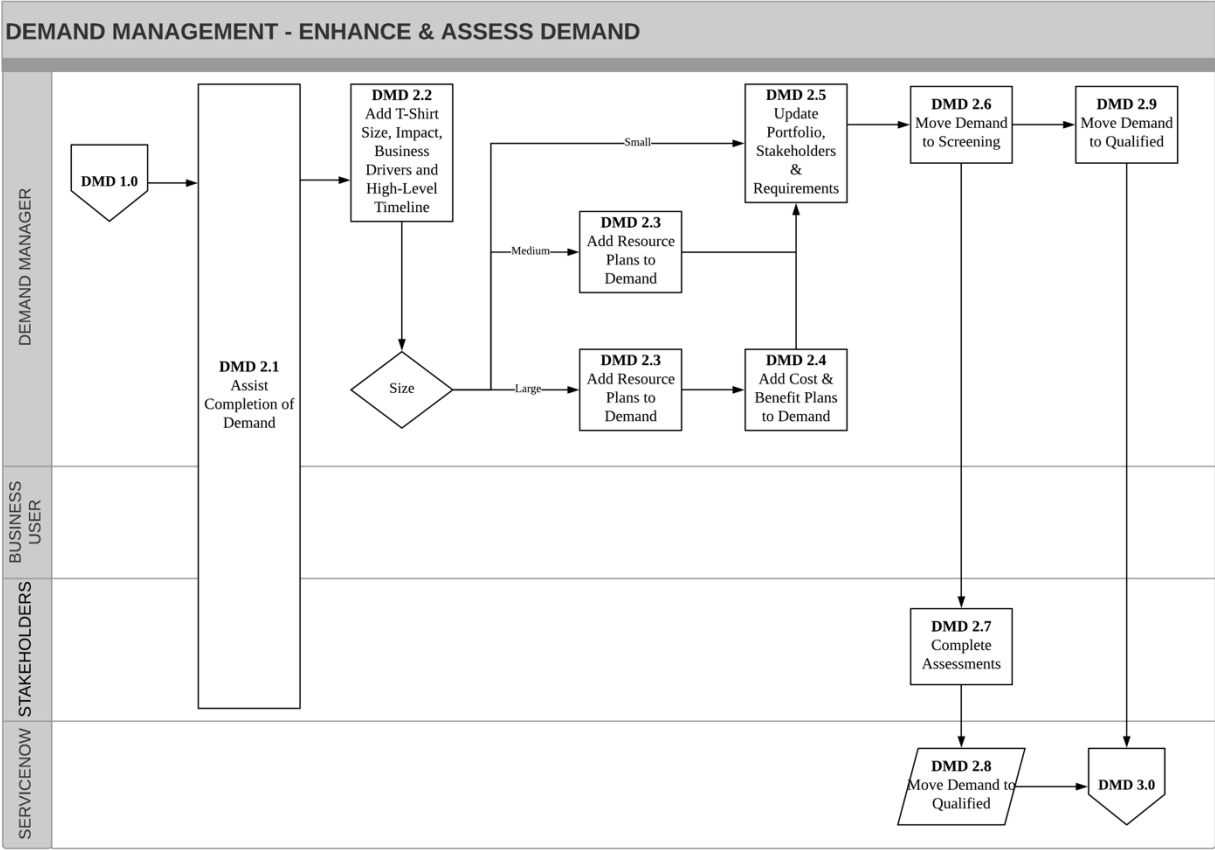 DEMAND MANAGEMENT - ENHANCE & ASSESS DEMAND
DEMAND MANAGER
DMD 1.0
DMD 2.1
Assist
Completion of
Demand
DMD 2.2
Add T-Shirt
Size, Impact,
Business
Drivers and
High-Level
Timeline
Size
Small
Medium
Large
DMD 2.3
Add Resource
Plans to
Demand
DMD 2.3
Add Resource
Plans to
Demand
DMD 2.4
Add Cost &
Benefit Plans
to Demand
DMD 2.5
Update
Portfolio,
Stakeholders
&
Requirements
DMD 2.6
Move Demand
to Screening
DMD 2.9
Move Demand
to Qualified
BUSINESS
USER
STAKEHOLDERS
DMD 2.7
Complete
Assessments
SERVICENOW
DMD 2.8
Move Demand to
Qualified
DMD 3.0